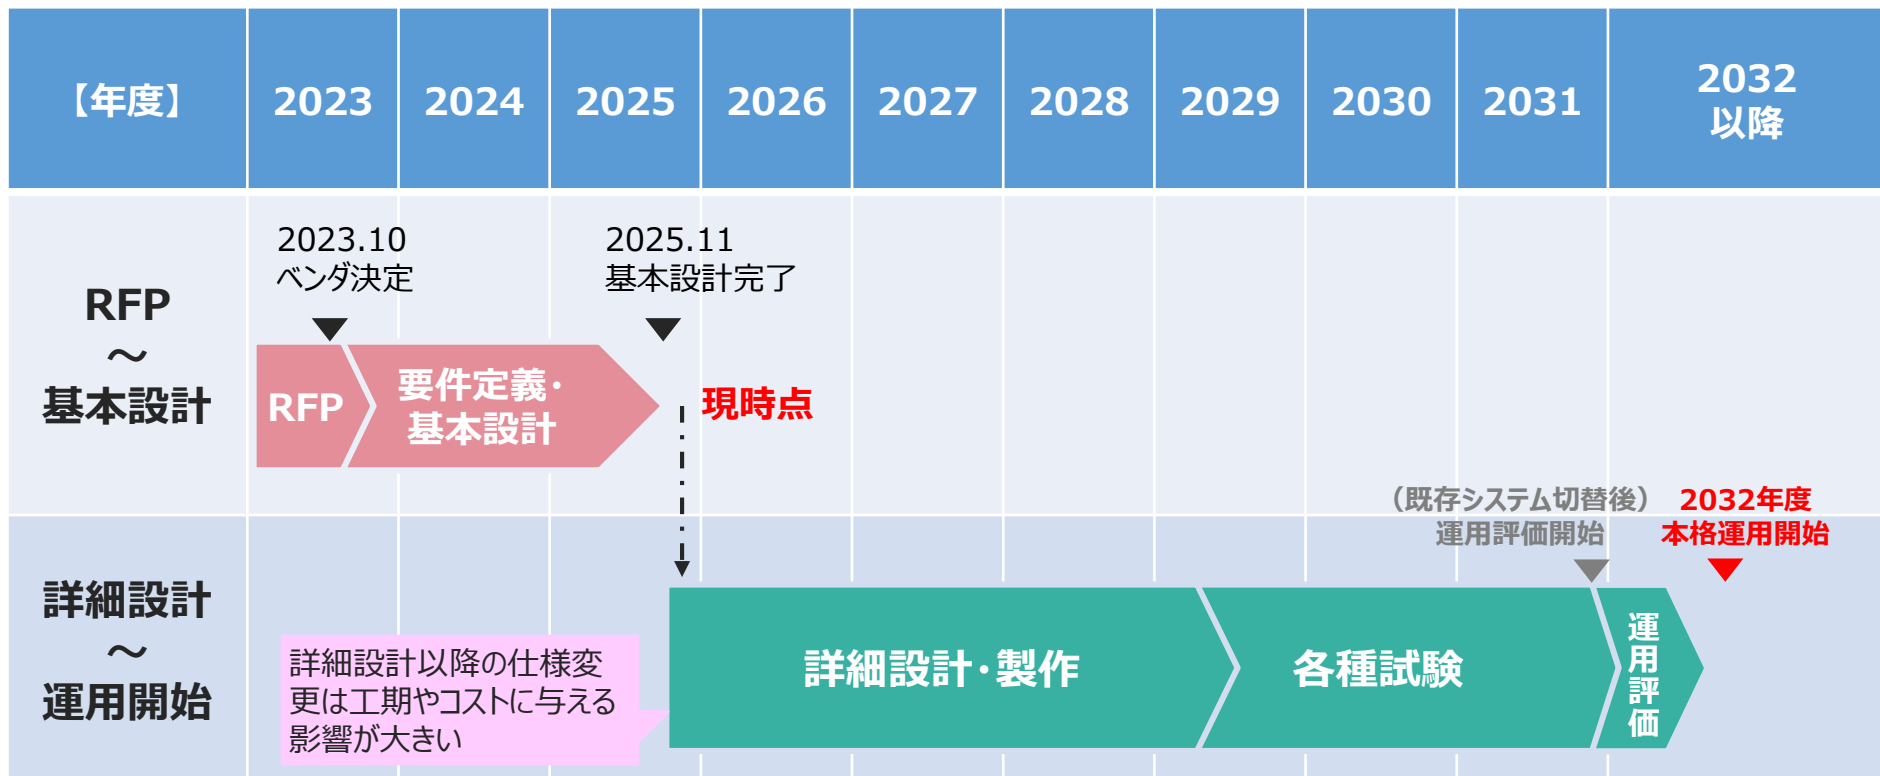 【年度】
2023
2024
2025
2026
2027
2028
2029
2030
2031
2032
以降
RFP
～
基本設計
2023.10
ベンダ決定
2025.11
基本設計完了
RFP
要件定義・
基本設計
現時点
（既存システム切替後）
運用評価開始
2032年度
本格運用開始
詳細設計
～
運用開始
詳細設計以降の仕様変
更は工期やコストに与える
影響が大きい
詳細設計・製作
各種試験
運用評価